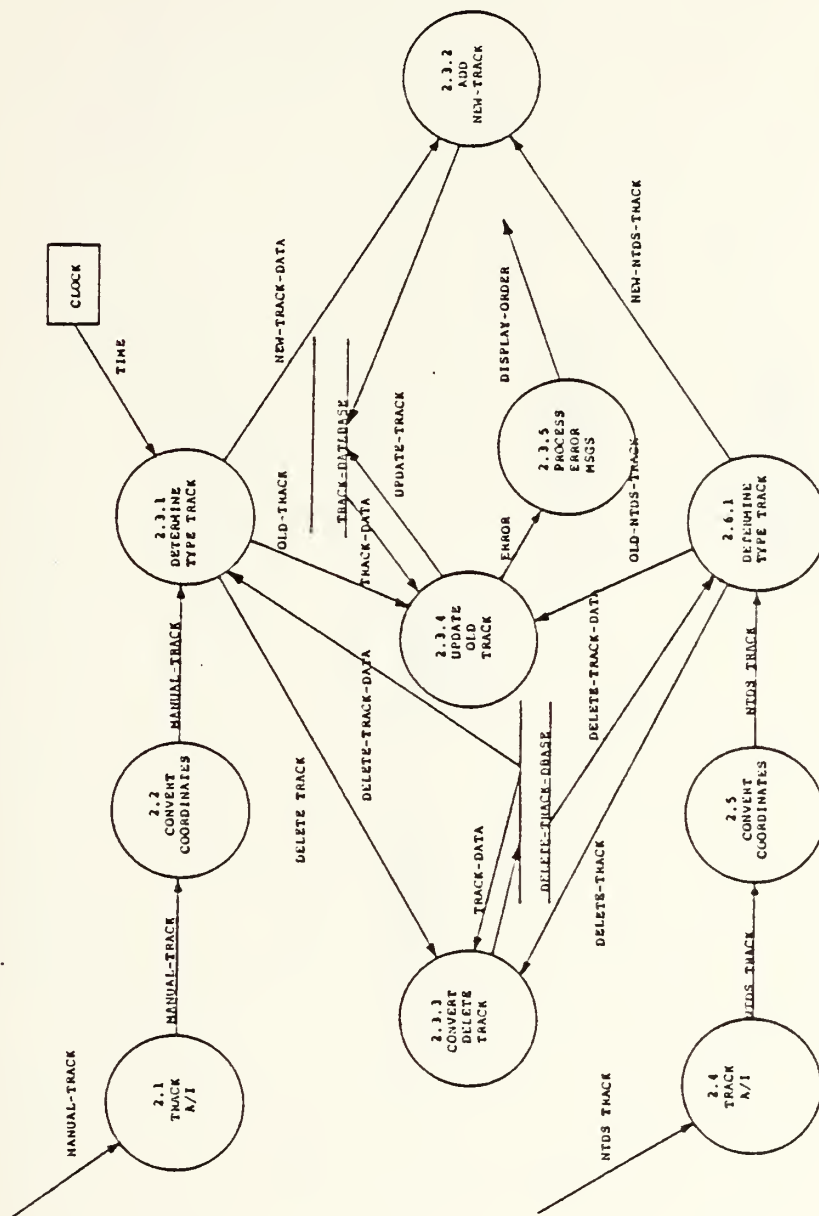 MANUAL-TRACK
2.1
TRACK
A/I
MANUAL-TRACK
2.2
CONVERT
COORDINATES
MANUAL-TRACK
2.3.1
DETERMINE
TYPE TRACK
TIME
CLOCK
DELETE TRACK
DELETE-TRACK-DATA
OLD-TRACK
NEW-TRACK-DATA
TRACK-DATABASE
TRACK-DATA
UPDATE-TRACK
2.3.2
ADD
NEW-TRACK
2.3.3
CONVERT
DELETE
TRACK
TRACK-DATA
DELETE-TRACK-DBASE
2.3.4
UPDATE
OLD
TRACK
ERROR
2.3.5
PROCESS
ERROR
MSGS
DISPLAY-ORDER
DELETE-TRACK
DELETE-TRACK-DATA
OLD-NTDS-TRACK
NEW-NTDS-TRACK
NTDS TRACK
2.4
TRACK
A/I
NTDS TRACK
2.5
CONVERT
COORDINATES
NTDS TRACK
2.6.1
DETERMINE
TYPE TRACK